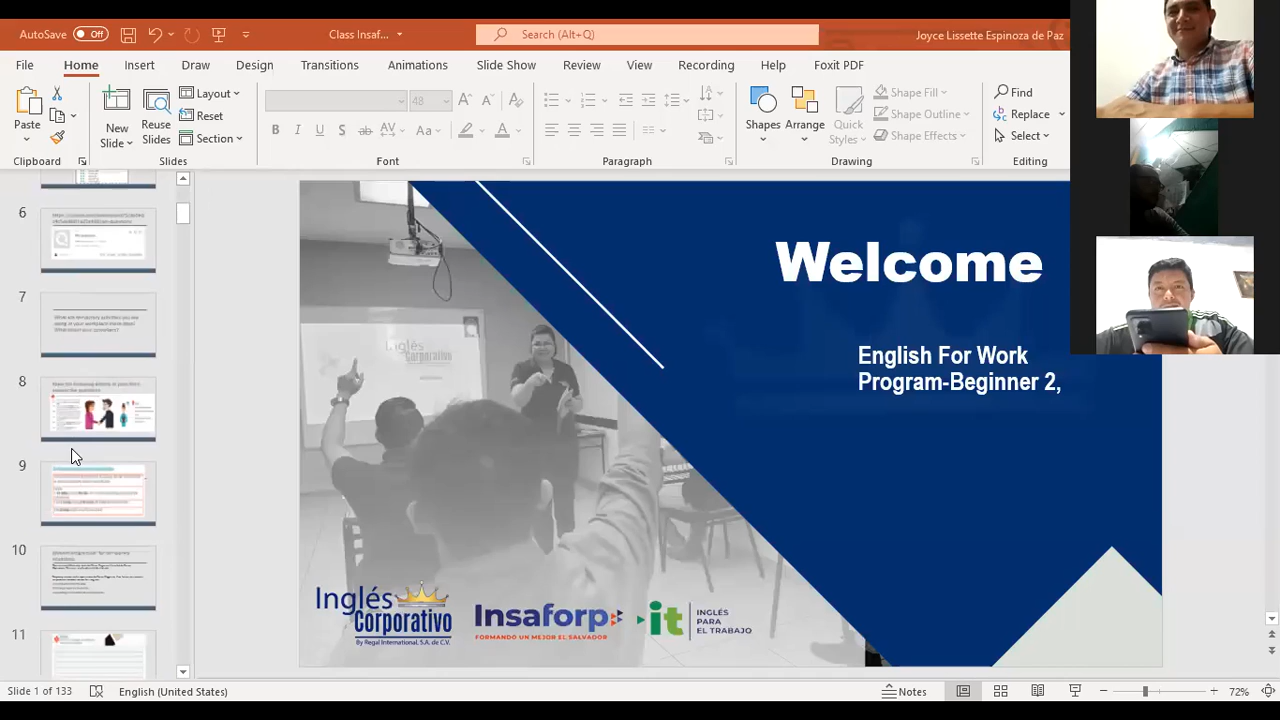 AutoSave Off Class Insaf... Search (Alt+Q) Joyce Lissette Espinoza de Paz
File Home Insert Draw Design Transitions Animations Slide Show Review View Recording Help Foxit PDF
Paste
New Slide
Reuse Slides
Layout
Reset
Section
48
Shapes
Arrange
Quick Styles
Shape Fill
Shape Outline
Shape Effects
Find
Replace
Select
Clipboard Slides Font Paragraph Drawing Editing
6
7
8
9
10
11
Welcome
English For Work
Program-Beginner 2,
Inglés Corporativo
Inglés
Corporativo
By Regal International, S.A. de C.V.
Insaforp
FORMANDO UN MEJOR EL SALVADOR
it
INGLÉS
PARA
EL TRABAJO
Slide 1 of 133 English (United States) Notes 72%